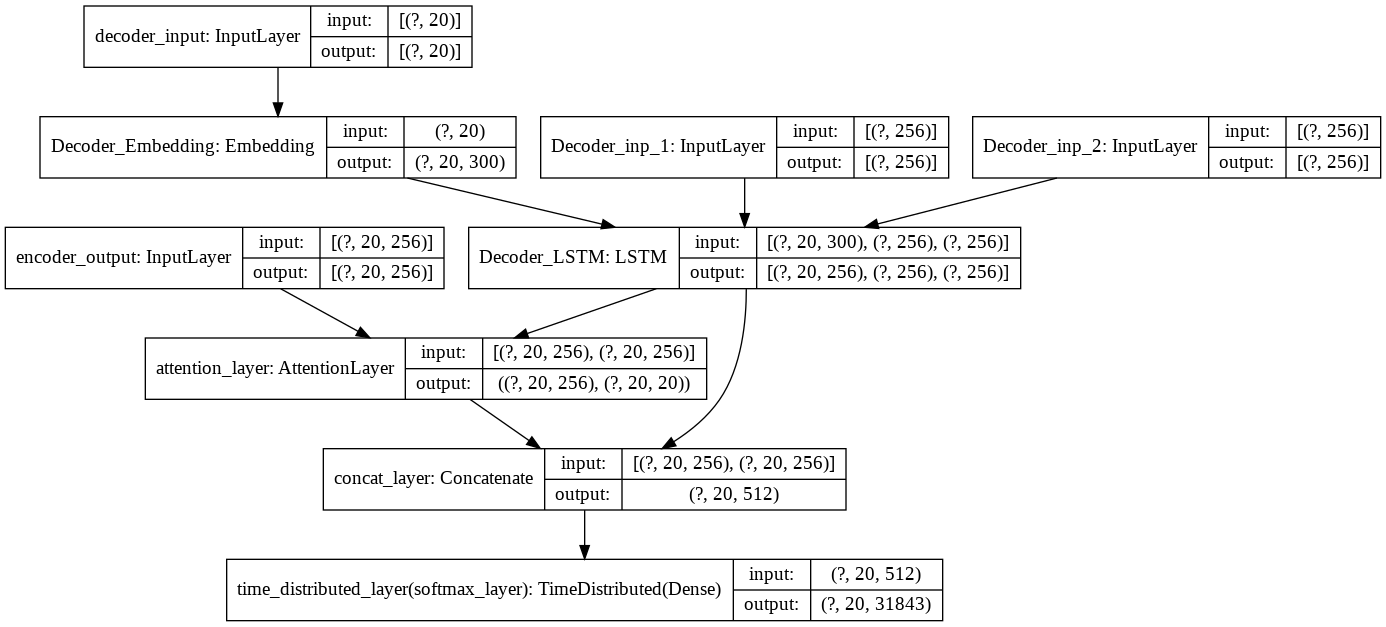 decoder_input: InputLayer
input: [(?, 20)]
output: [(?, 20)]
Decoder_Embedding: Embedding
input: (?, 20)
output: (?, 20, 300)
Decoder_inp_1: InputLayer
input: [(?, 256)]
output: [(?, 256)]
Decoder_inp_2: InputLayer
input: [(?, 256)]
output: [(?, 256)]
encoder_output: InputLayer
input: [(?, 20, 256)]
output: [(?, 20, 256)]
Decoder_LSTM: LSTM
input: [(?, 20, 300), (?, 256), (?, 256)]
output: [(?, 20, 256), (?, 256), (?, 256)]
attention_layer: AttentionLayer
input: [(?, 20, 256), (?, 20, 256)]
output: ((?, 20, 256), (?, 20, 20))
concat_layer: Concatenate
input: [(?, 20, 256), (?, 20, 256)]
output: (?, 20, 512)
time_distributed_layer(softmax_layer): TimeDistributed(Dense)
input: (?, 20, 512)
output: (?, 20, 31843)